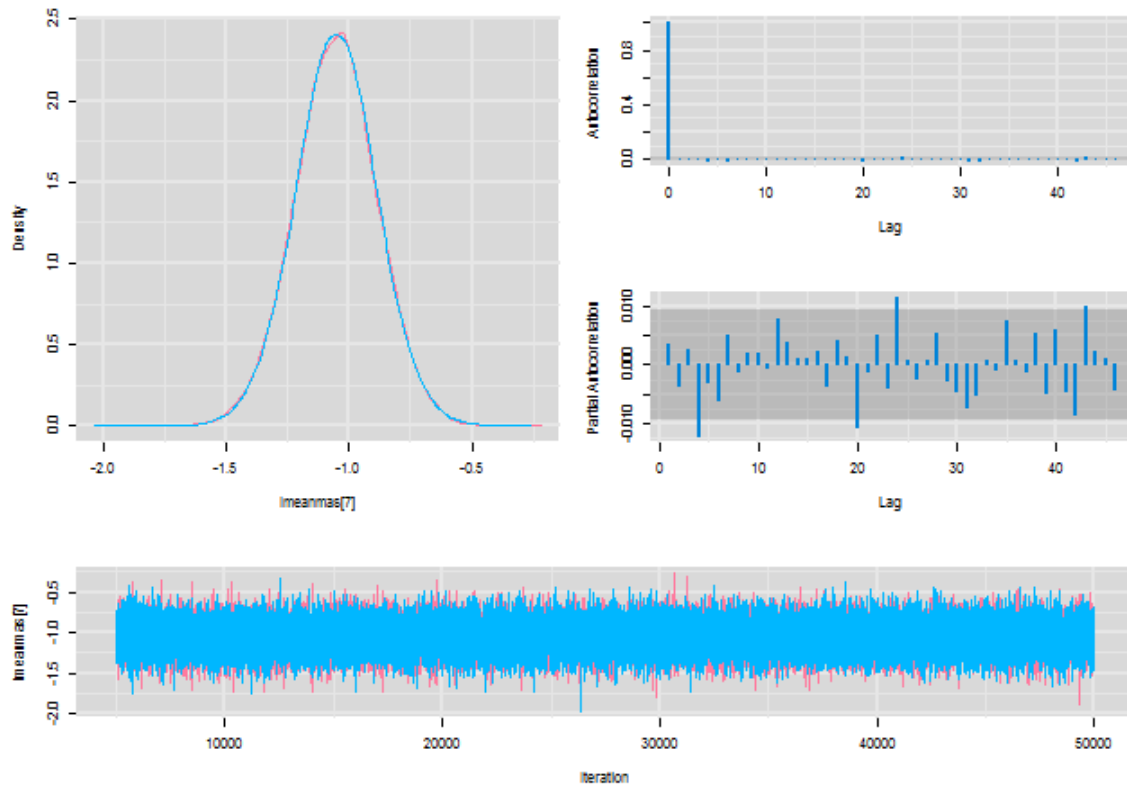 Density
2.5
2.0
1.5
1.0
0.5
0.0
-2.0 -1.5 -1.0 -0.5
lmeanmas[7]
Autocorrelation
0.8
0.4
0.0
0 10 20 30 40
Lag
Partial Autocorrelation
0.010
0.000
-0.010
0 10 20 30 40
Lag
lmeanmas[7]
-0.5
-1.0
-1.5
-2.0
10000 20000 30000 40000 50000
Iteration